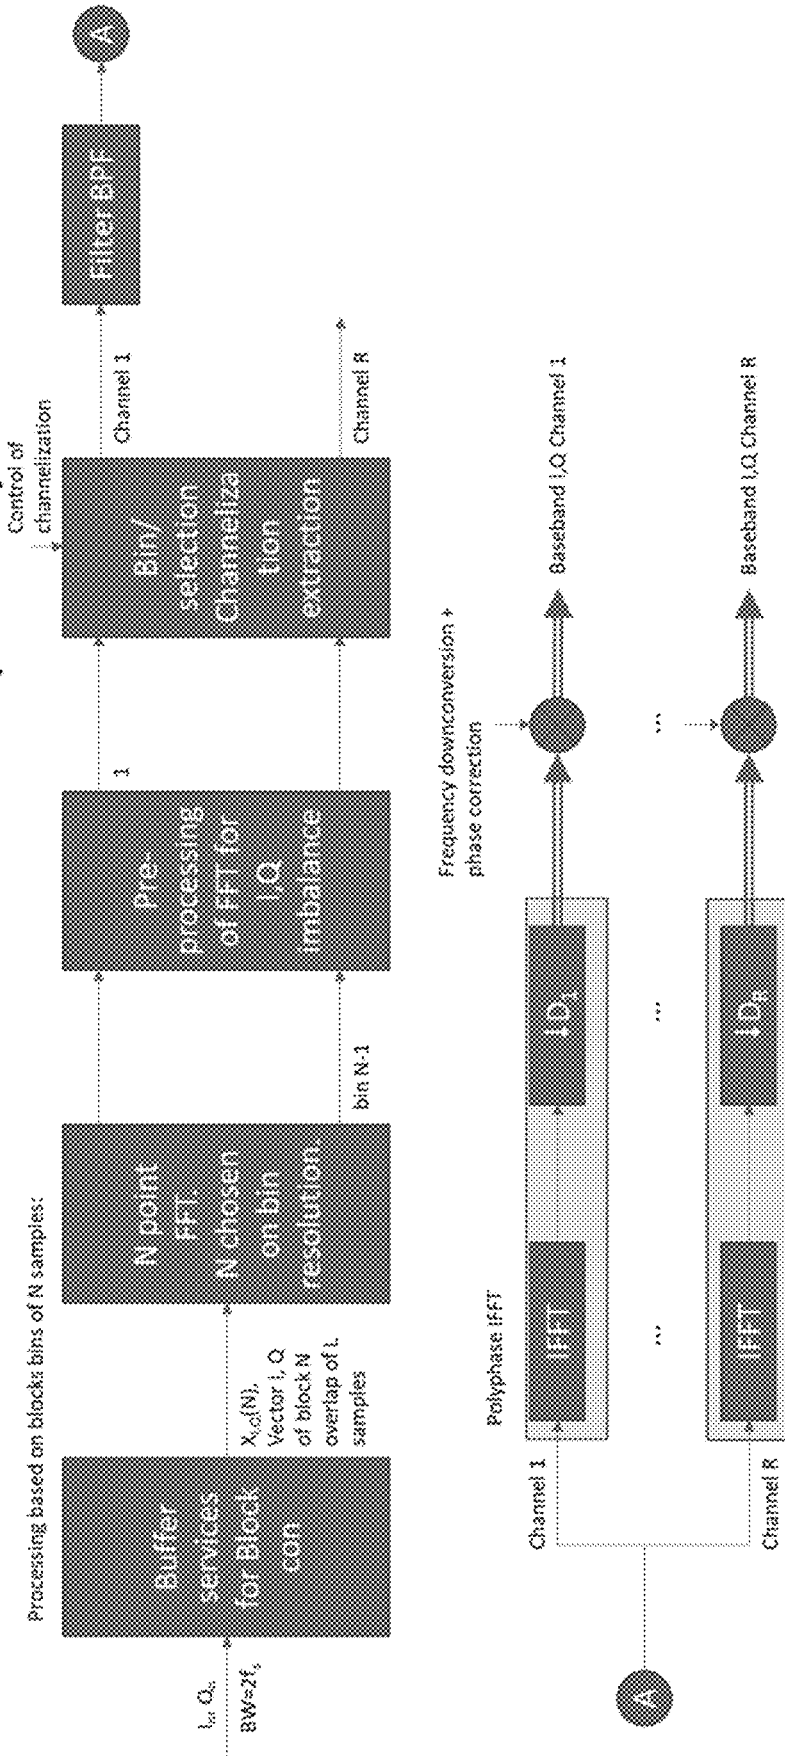 Processing based on blocks bins of N samples:
BW=2fₛ
Buffer
services
for Block
con
Vector I, Q
of block N
overlap of L
samples
N point
FFT.
N chosen
on bin
resolution.
bin N-1
Pre-
processing
of FFT for
I,Q
imbalance
1
Control of
channelization
Bin/
selection
Channeliza
tion
extraction
Channel 1
Channel R
Filter BPF
A
A
Channel 1
Channel R
Polyphase IFFT
IFFT
...
IFFT
↓D₁
...
↓Dᴿ
Frequency downconversion +
phase correction
...
Baseband I,Q Channel 1
Baseband I,Q Channel R